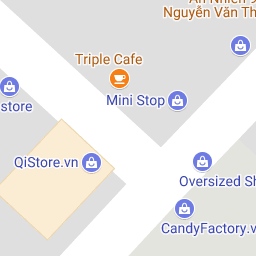 Nguyễn Văn Th
Triple Cafe
Mini Stop
store
QiStore.vn
Oversized Sh
CandyFactory.v